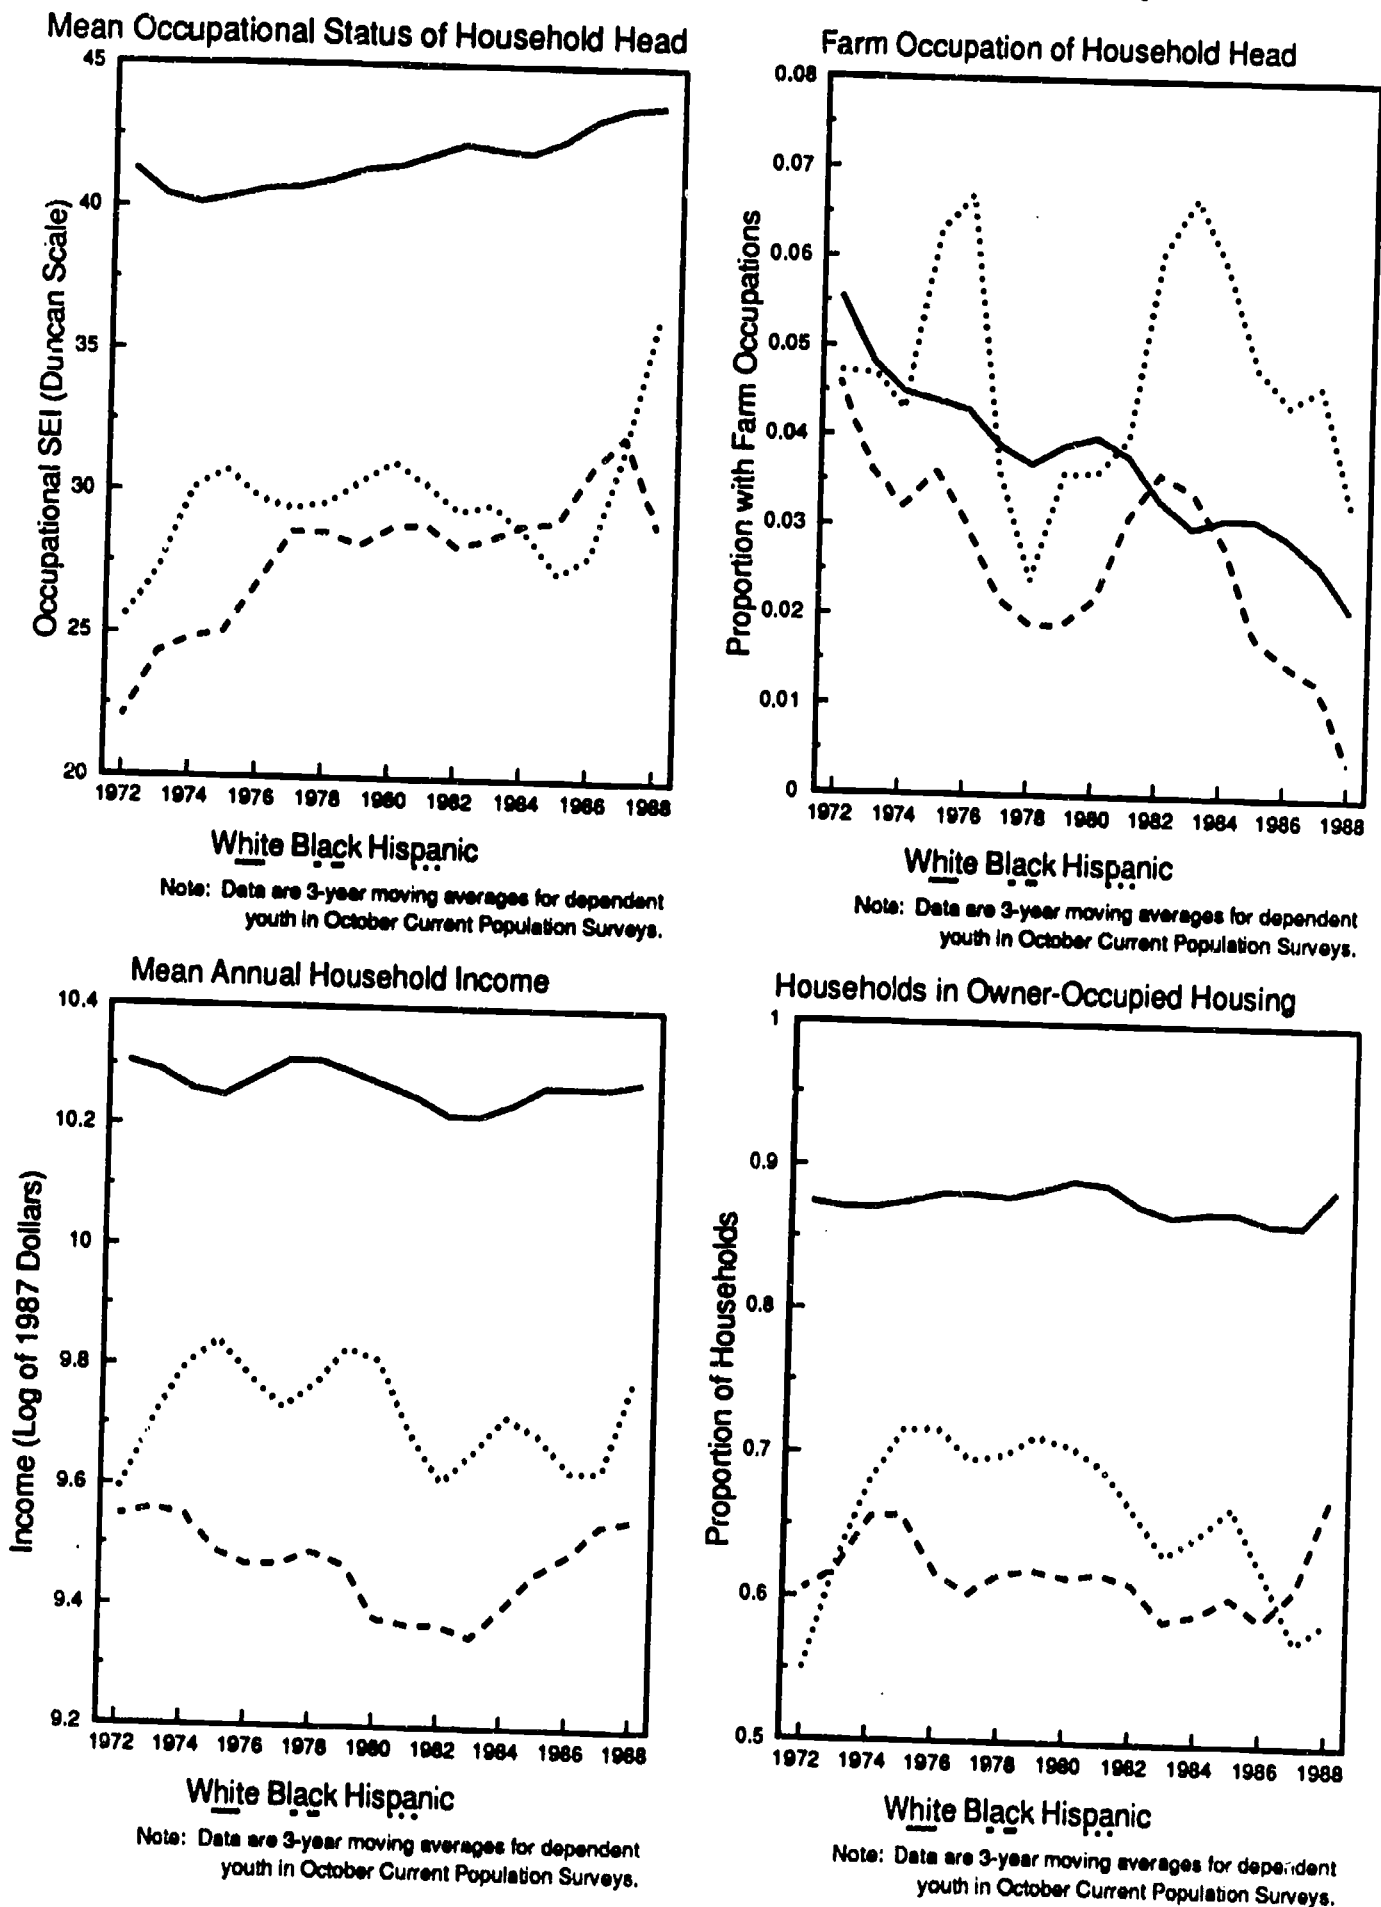 Mean Occupational Status of Household Head
45
40
35
30
25
20
Occupational SEI (Duncan Scale)
1972 1974 1976 1978 1980 1982 1984 1986 1988
White Black Hispanic
Note: Data are 3-year moving averages for dependent
youth in October Current Population Surveys.
Farm Occupation of Household Head
0.08
0.07
0.06
0.05
0.04
0.03
0.02
0.01
0
Proportion with Farm Occupations
1972 1974 1976 1978 1980 1982 1984 1986 1988
White Black Hispanic
Note: Data are 3-year moving averages for dependent
youth in October Current Population Surveys.
Mean Annual Household Income
10.4
10.2
10
9.8
9.6
9.4
9.2
Income (Log of 1987 Dollars)
1972 1974 1976 1978 1980 1982 1984 1986 1988
White Black Hispanic
Note: Data are 3-year moving averages for dependent
youth in October Current Population Surveys.
Households in Owner-Occupied Housing
1
0.9
0.8
0.7
0.6
0.5
Proportion of Households
1972 1974 1976 1978 1980 1982 1984 1986 1988
White Black Hispanic
Note: Data are 3-year moving averages for dependent
youth in October Current Population Surveys.